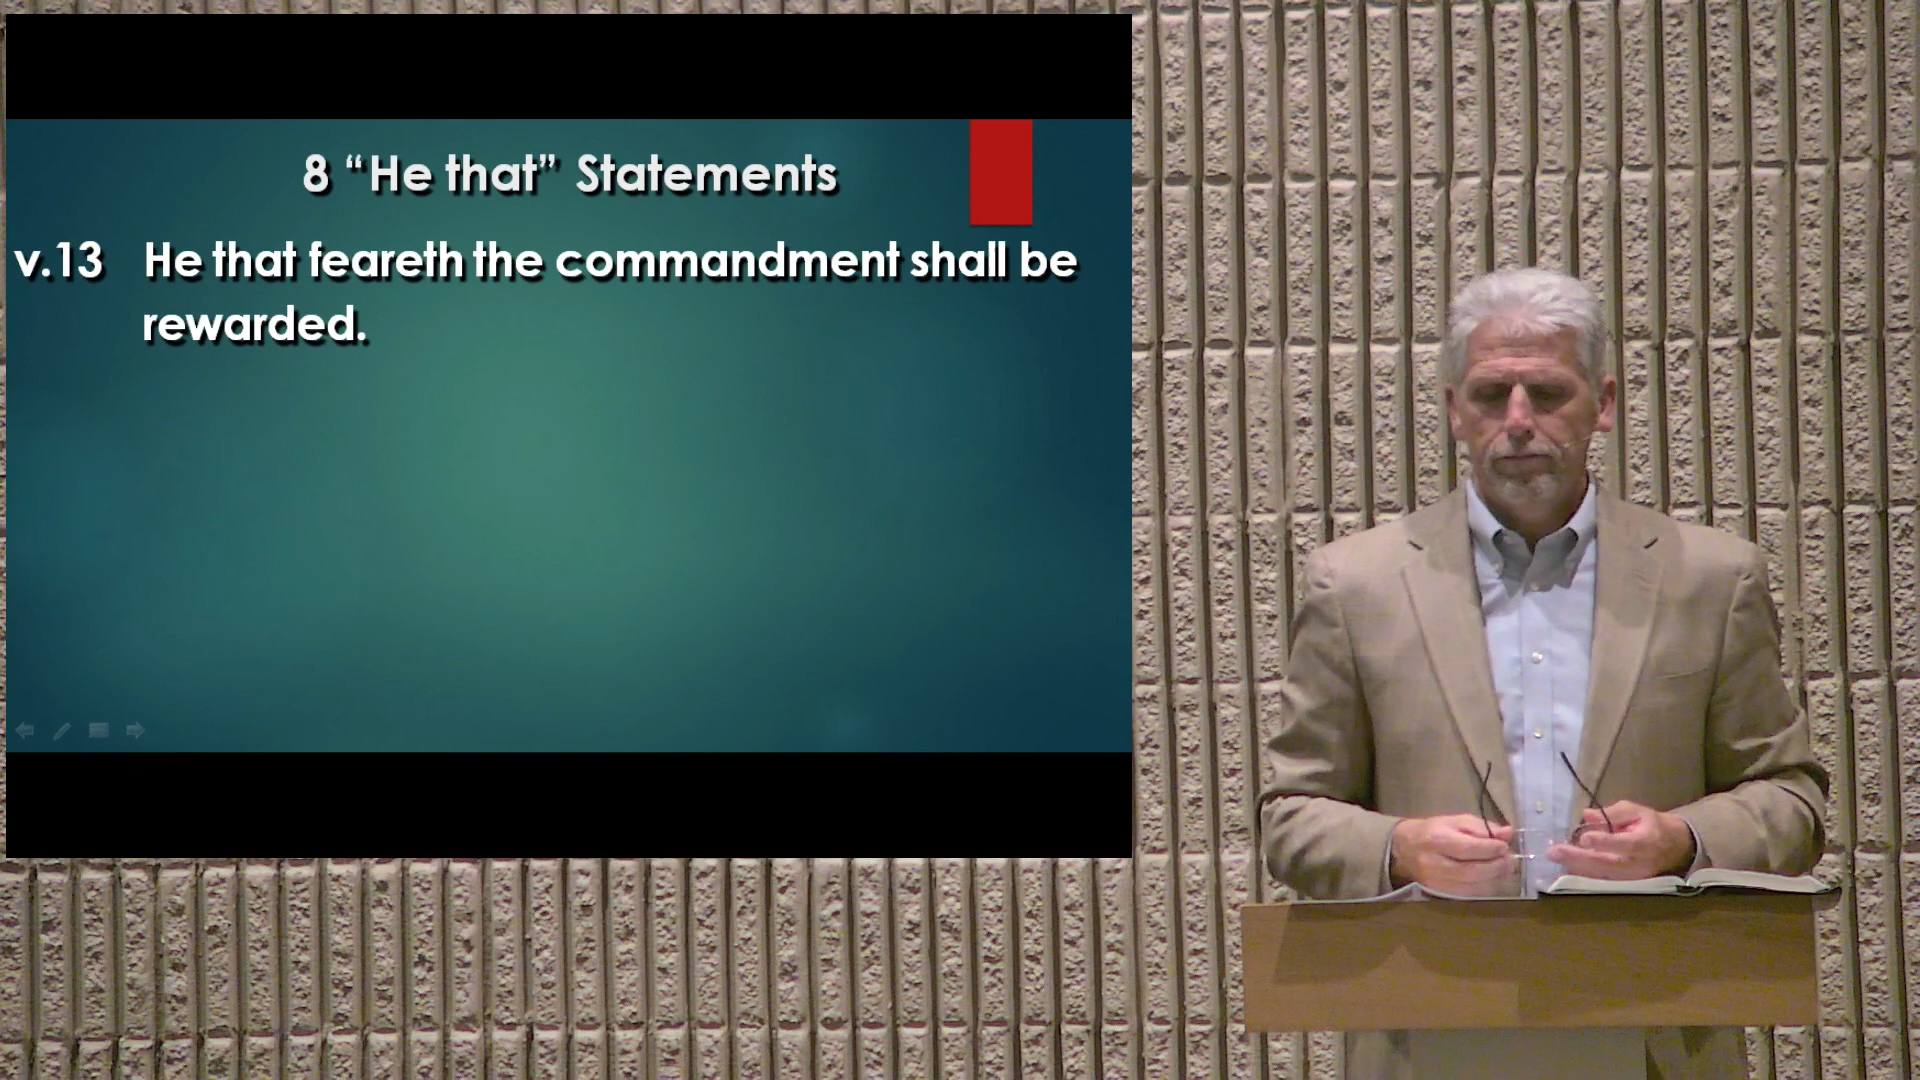 8 “He that” Statements
v.13 He that feareth the commandment shall be
rewarded.